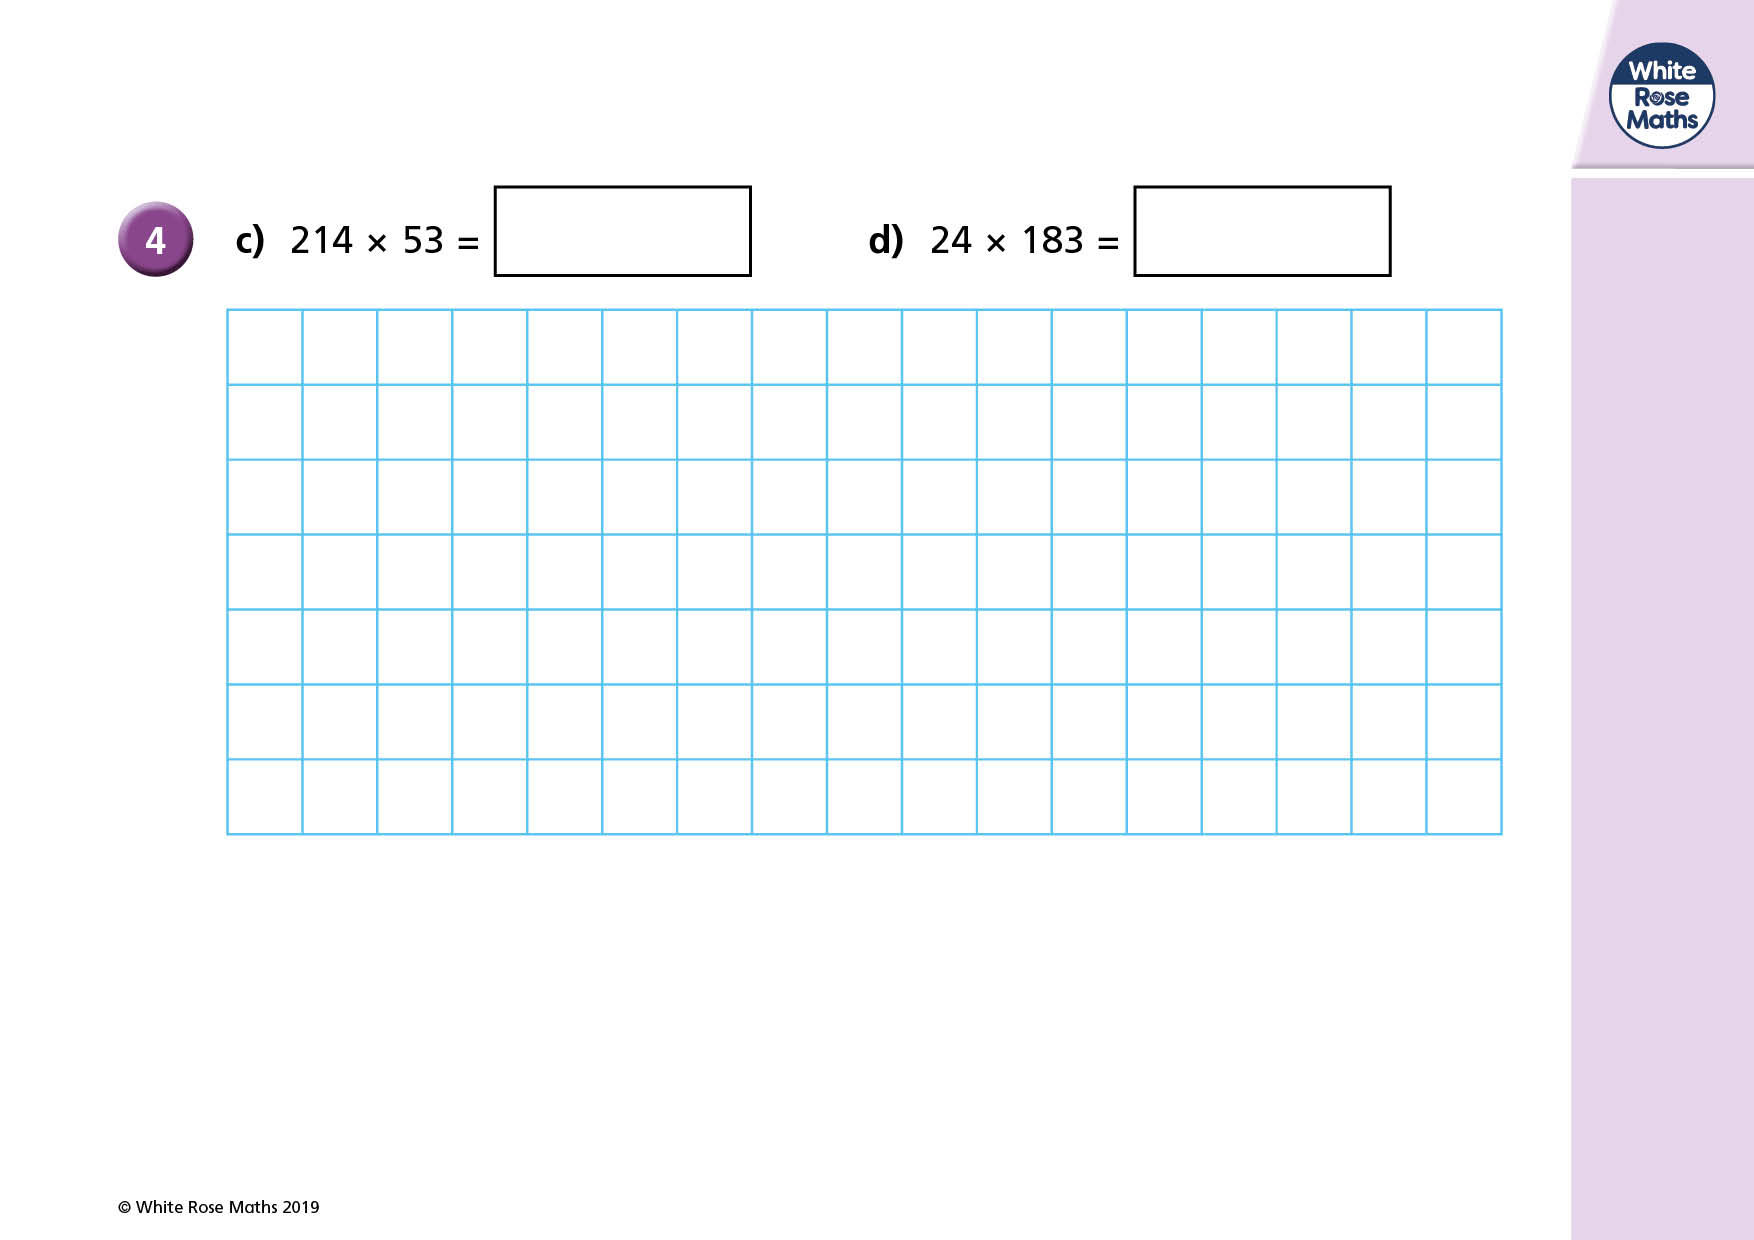 White
Rose
Maths
4 c) 214 × 53 = d) 24 × 183 =
© White Rose Maths 2019